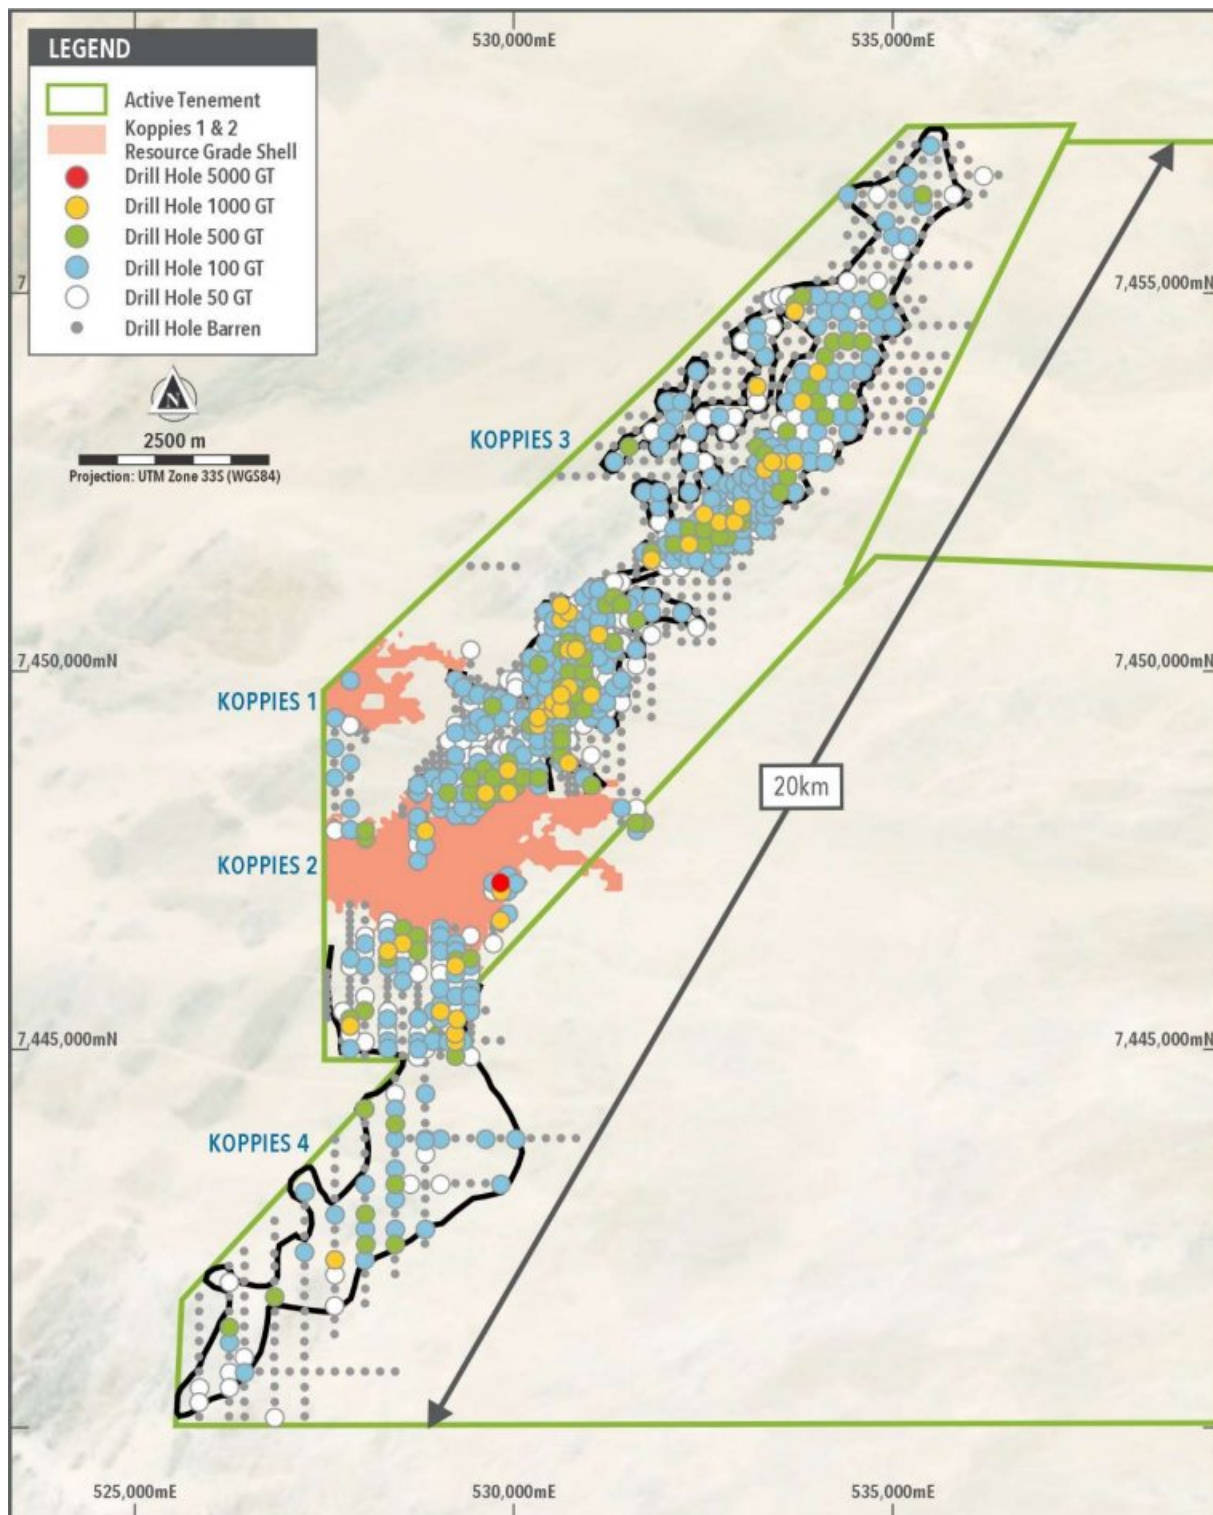 530,000mE
535,000mE
LEGEND
Active Tenement
Koppies 1 & 2
Resource Grade Shell
Drill Hole 5000 GT
Drill Hole 1000 GT
Drill Hole 500 GT
Drill Hole 100 GT
Drill Hole 50 GT
Drill Hole Barren
7
7,455,000mN
N
2500 m
Projection: UTM Zone 33S (WGS84)
KOPPIES 3
7,450,000mN
7,450,000mN
KOPPIES 1
20km
KOPPIES 2
7,445,000mN
7,445,000mN
KOPPIES 4
525,000mE
530,000mE
535,000mE